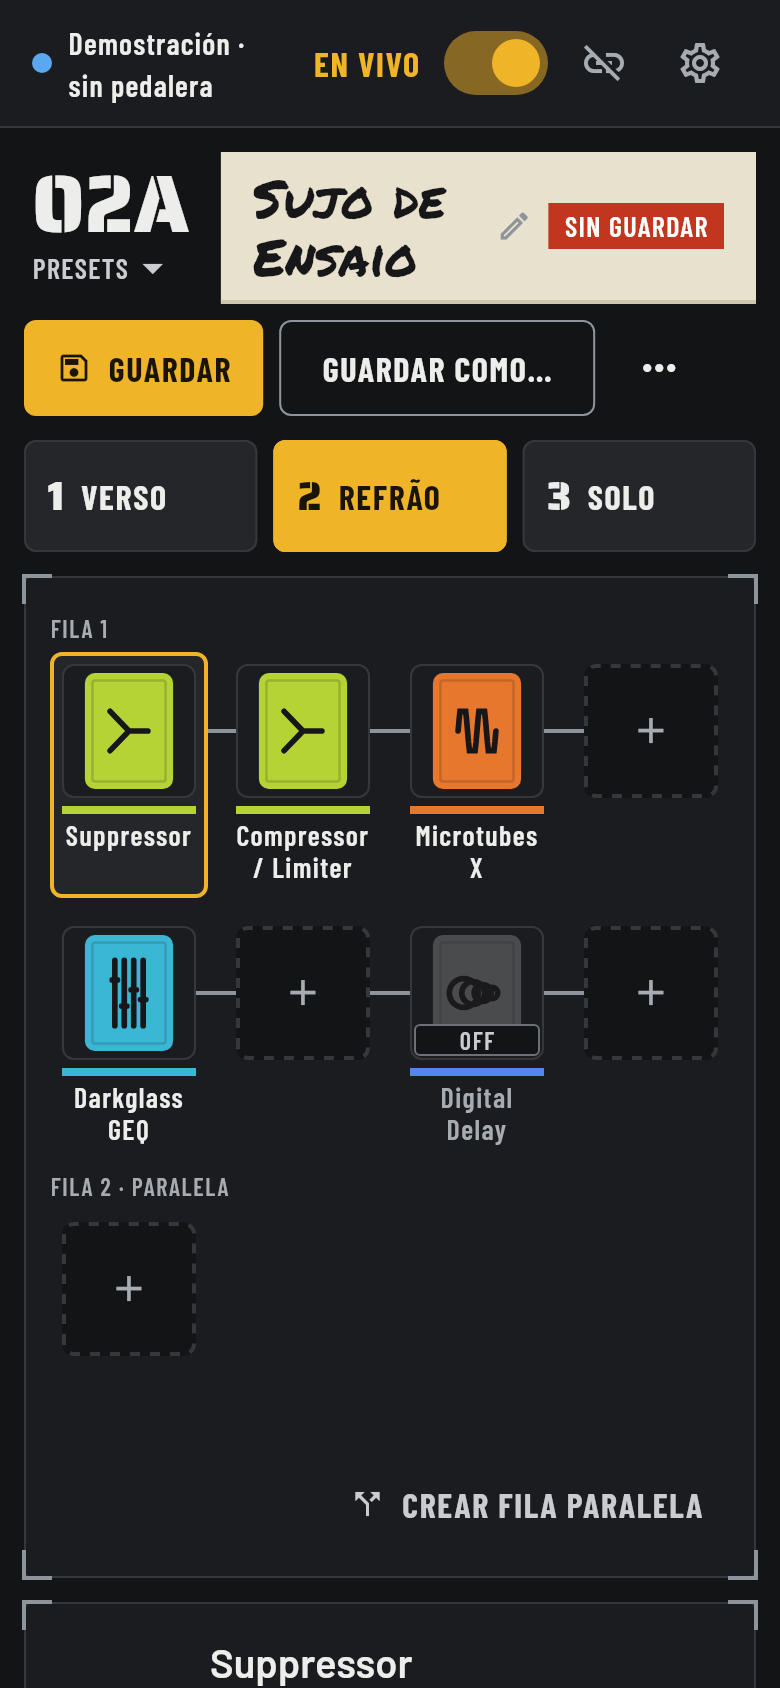 Demostración ·
sin pedalera
EN VIVO
02A
PRESETS
SUJO DE
ENSAIO
SIN GUARDAR
GUARDAR
GUARDAR COMO...
1 VERSO
2 REFRÃO
3 SOLO
FILA 1
Suppressor
Compressor
/ Limiter
Microtubes
X
OFF
Darkglass
GEQ
Digital
Delay
FILA 2 · PARALELA
CREAR FILA PARALELA
Suppressor